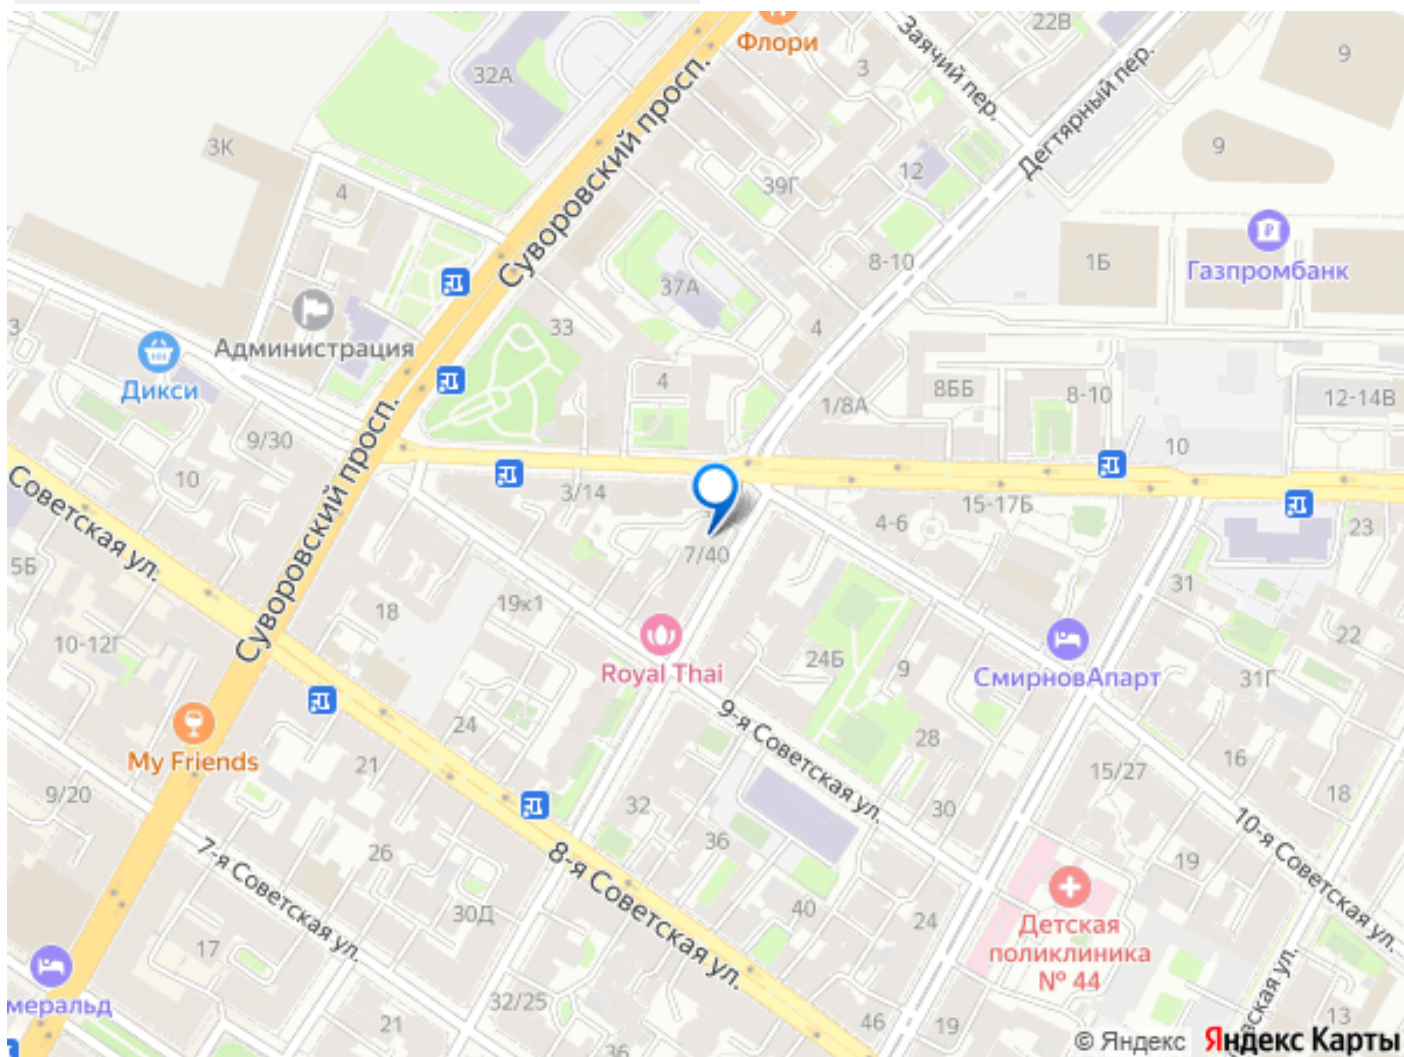 22В
Флори
Заячий пер.
3
9
32А
Дегтярный пер.
Суворовский просп.
3К
9
39Г
12
4
8-10
1Б
Газпромбанк
37А
33
4
Администрация
Дикси
3
4
8ББ
8-10
12-14В
1/8А
9/30
Суворовский просп.
10
10
3/14
15-17Б
4-6
23
Советская ул.
7/40
5Б
31
19к1
18
10-12Г
22
Royal Thai
24Б
9
СмирновАпарт
31Г
24
9-я Советская ул.
28
My Friends
21
15/27
16
9/20
32
30
18
36
10-я Советская ул.
7-я Советская ул.
26
8-я Советская ул.
19
30Д
40
24
Детская
поликлиника
№ 44
17
меральд
32/25
21
46
19
13
вская ул.
36
© Яндекс Яндекс Карты